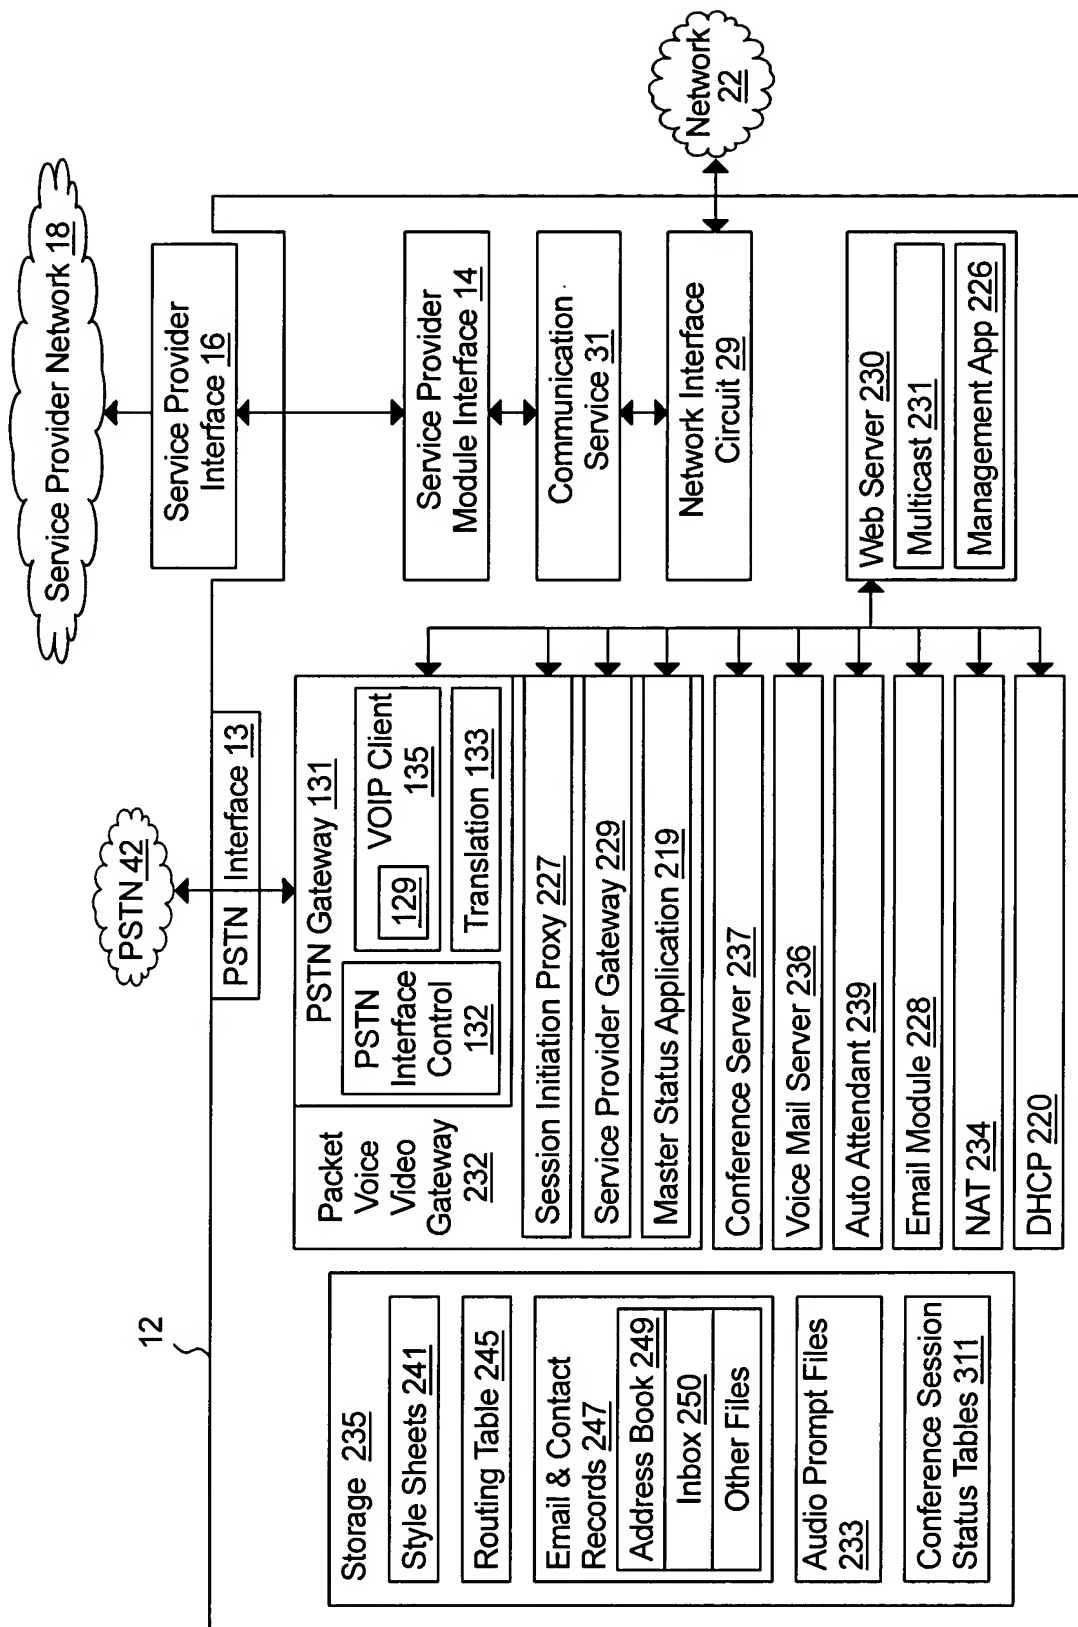 12
PSTN 42
Service Provider Network 18
PSTN Interface 13
Service Provider
Interface 16
Storage 235
Style Sheets 241
Routing Table 245
Email & Contact
Records 247
Address Book 249
Inbox 250
Other Files
Audio Prompt Files
233
Conference Session
Status Tables 311
Packet
Voice
Video
Gateway
232
PSTN Gateway 131
PSTN
Interface
Control
132
VOIP Client
135
129
Translation 133
Session Initiation Proxy 227
Service Provider Gateway 229
Master Status Application 219
Conference Server 237
Voice Mail Server 236
Auto Attendant 239
Email Module 228
NAT 234
DHCP 220
Service Provider
Module Interface 14
Communication
Service 31
Network Interface
Circuit 29
Web Server 230
Multicast 231
Management App 226
Network
22